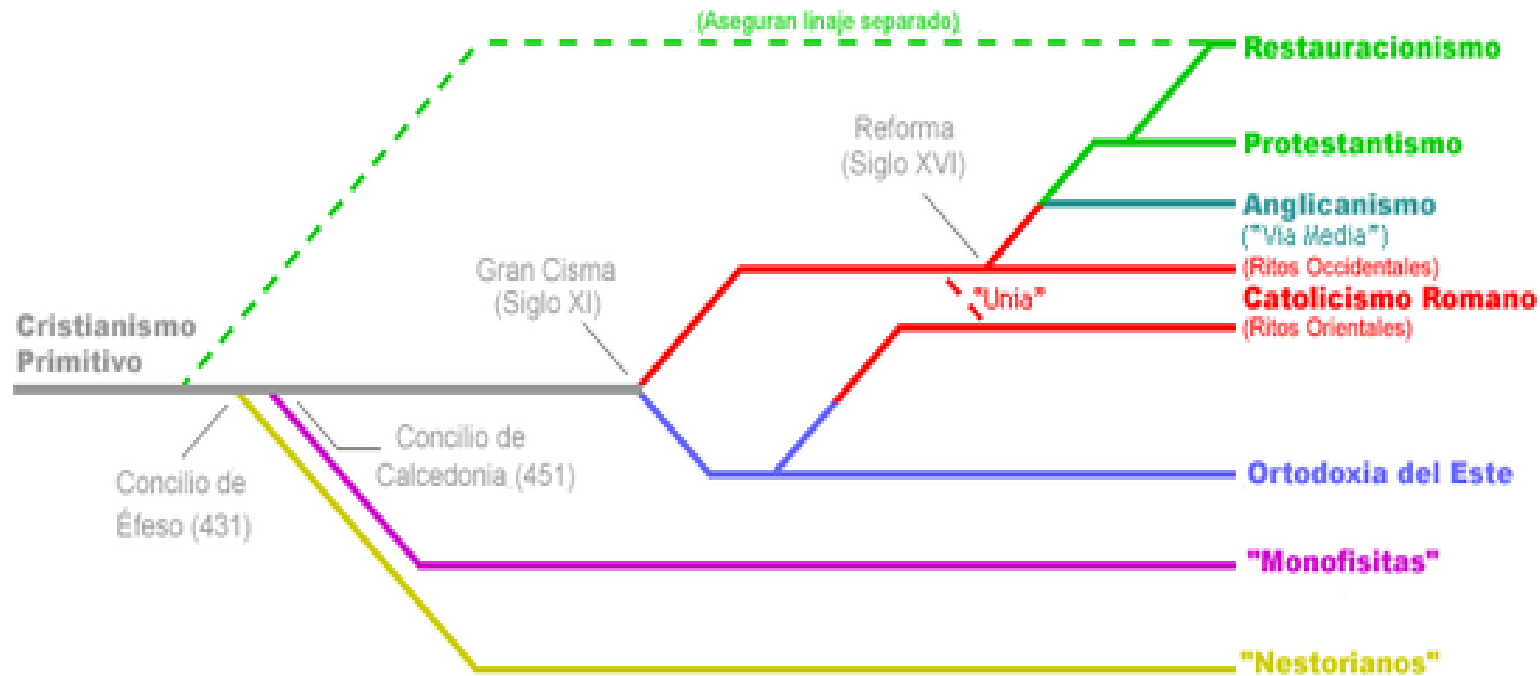 (Aseguran linaje separado)
Restauracionismo
Reforma
(Siglo XVI)
Protestantismo
Anglicanismo
("Via Media")
Gran Cisma
(Siglo XI)
(Ritos Occidentales)
"Unia"
Catolicismo Romano
(Ritos Orientales)
Cristianismo
Primitivo
Concilio de
Calcedonia (451)
Concilio de
Éfeso (431)
Ortodoxia del Este
"Monofisitas"
"Nestorianos"